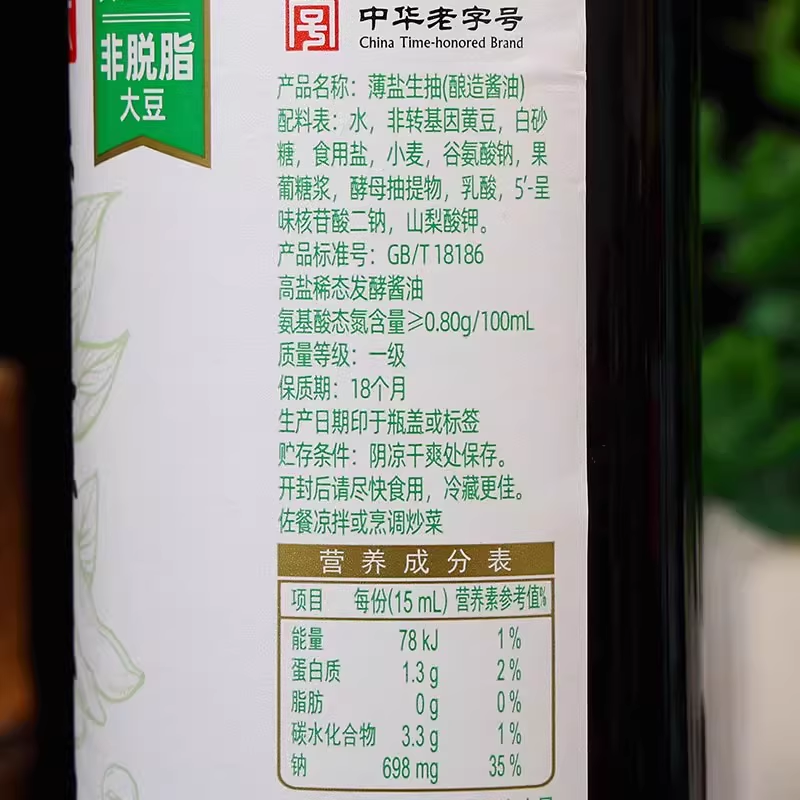 非脱脂
大豆
号
中华老字号
China Time-honored Brand
产品名称：薄盐生抽(酿造酱油)
配料表：水，非转基因黄豆，白砂
糖，食用盐，小麦，谷氨酸钠，果
葡糖浆，酵母抽提物，乳酸，5′-呈
味核苷酸二钠，山梨酸钾。
产品标准号：GB/T 18186
高盐稀态发酵酱油
氨基酸态氮含量≥0.80g/100mL
质量等级：一级
保质期：18个月
生产日期印于瓶盖或标签
贮存条件：阴凉干爽处保存。
开封后请尽快食用，冷藏更佳。
佐餐凉拌或烹调炒菜
营养成分表
项目 每份(15 mL) 营养素参考值%
能量 78 kJ 1%
蛋白质 1.3 g 2%
脂肪 0 g 0%
碳水化合物 3.3 g 1%
钠 698 mg 35%